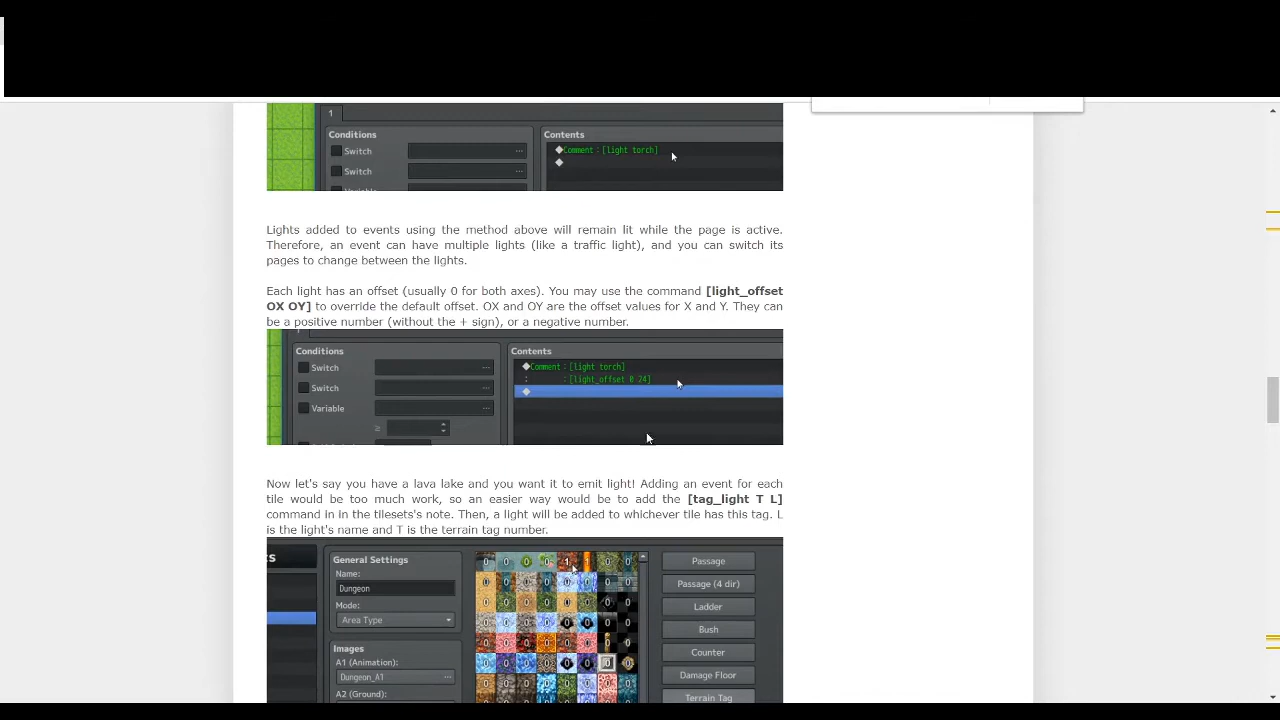 1
Conditions
Contents
Switch ...
◆Comment:[light torch]
◆
Switch ...
Variable
Lights added to events using the method above will remain lit while the page is active.
Therefore, an event can have multiple lights (like a traffic light), and you can switch its
pages to change between the lights.
Each light has an offset (usually 0 for both axes). You may use the command [light_offset
OX OY] to override the default offset. OX and OY are the offset values for X and Y. They can
be a positive number (without the + sign), or a negative number.
Conditions
Contents
Switch ...
◆Comment:[light torch]
: :[light_offset 0 24]
Switch ...
◆
Variable ...
≥
Now let's say you have a lava lake and you want it to emit light! Adding an event for each
tile would be too much work, so an easier way would be to add the [tag_light T L]
command in in the tilesets's note. Then, a light will be added to whichever tile has this tag. L
is the light's name and T is the terrain tag number.
General Settings
Name:
Dungeon
Mode:
Area Type
Images
A1 (Animation):
Dungeon_A1 ...
A2 (Ground):
Passage
Passage (4 dir)
Ladder
Bush
Counter
Damage Floor
Terrain Tag